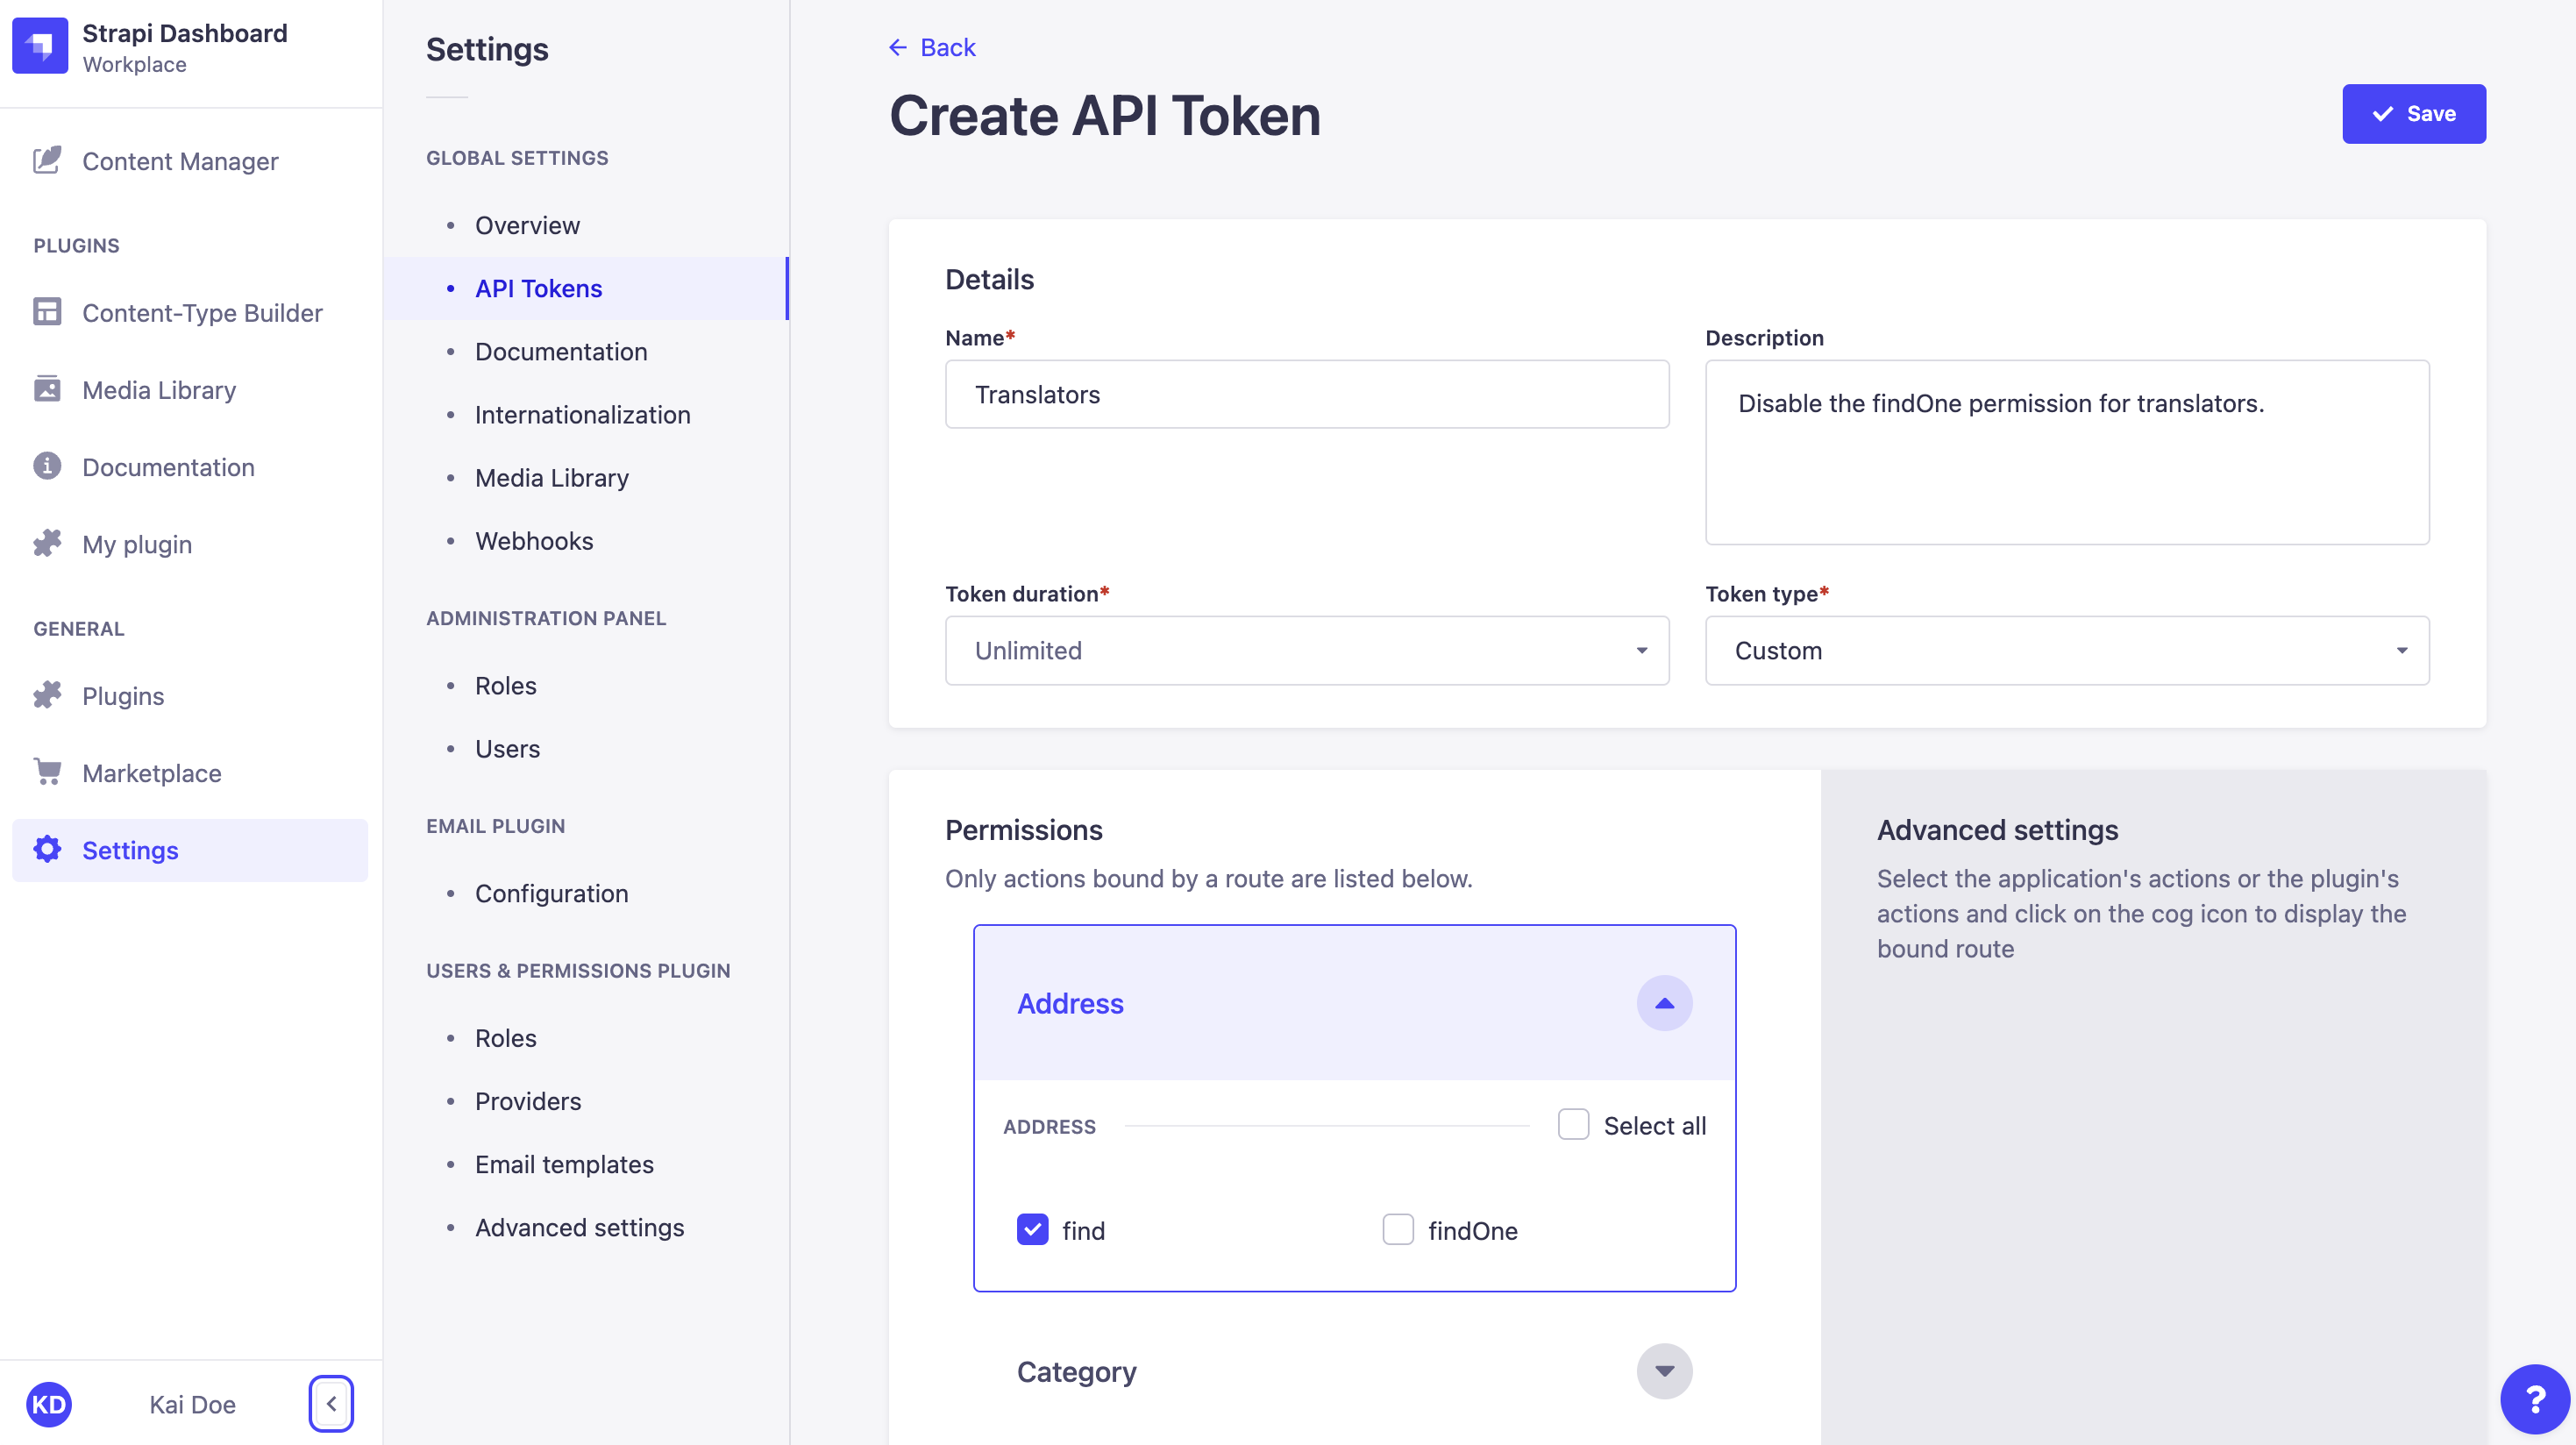 Strapi Dashboard
Workplace
Content Manager
PLUGINS
Content-Type Builder
Media Library
Documentation
My plugin
GENERAL
Plugins
Marketplace
Settings
KD
Kai Doe
Settings
GLOBAL SETTINGS
Overview
API Tokens
Documentation
Internationalization
Media Library
Webhooks
ADMINISTRATION PANEL
Roles
Users
EMAIL PLUGIN
Configuration
USERS & PERMISSIONS PLUGIN
Roles
Providers
Email templates
Advanced settings
Back
Create API Token
Save
Details
Name*
Translators
Description
Disable the findOne permission for translators.
Token duration*
Unlimited
Token type*
Custom
Permissions
Only actions bound by a route are listed below.
Address
ADDRESS
Select all
find
findOne
Category
Advanced settings
Select the application's actions or the plugin's
actions and click on the cog icon to display the
bound route
?